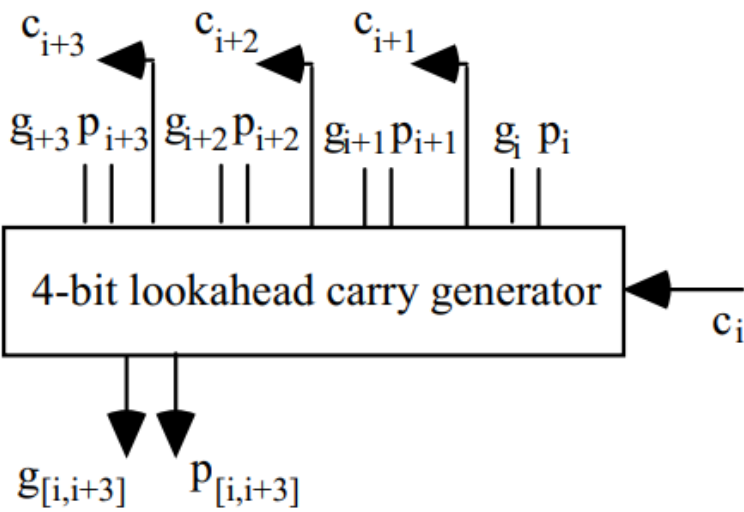 c_{i+3} c_{i+2} c_{i+1}
g_{i+3} p_{i+3} g_{i+2} p_{i+2} g_{i+1} p_{i+1} g_i p_i
4-bit lookahead carry generator
c_i
g_{[i,i+3]} p_{[i,i+3]}